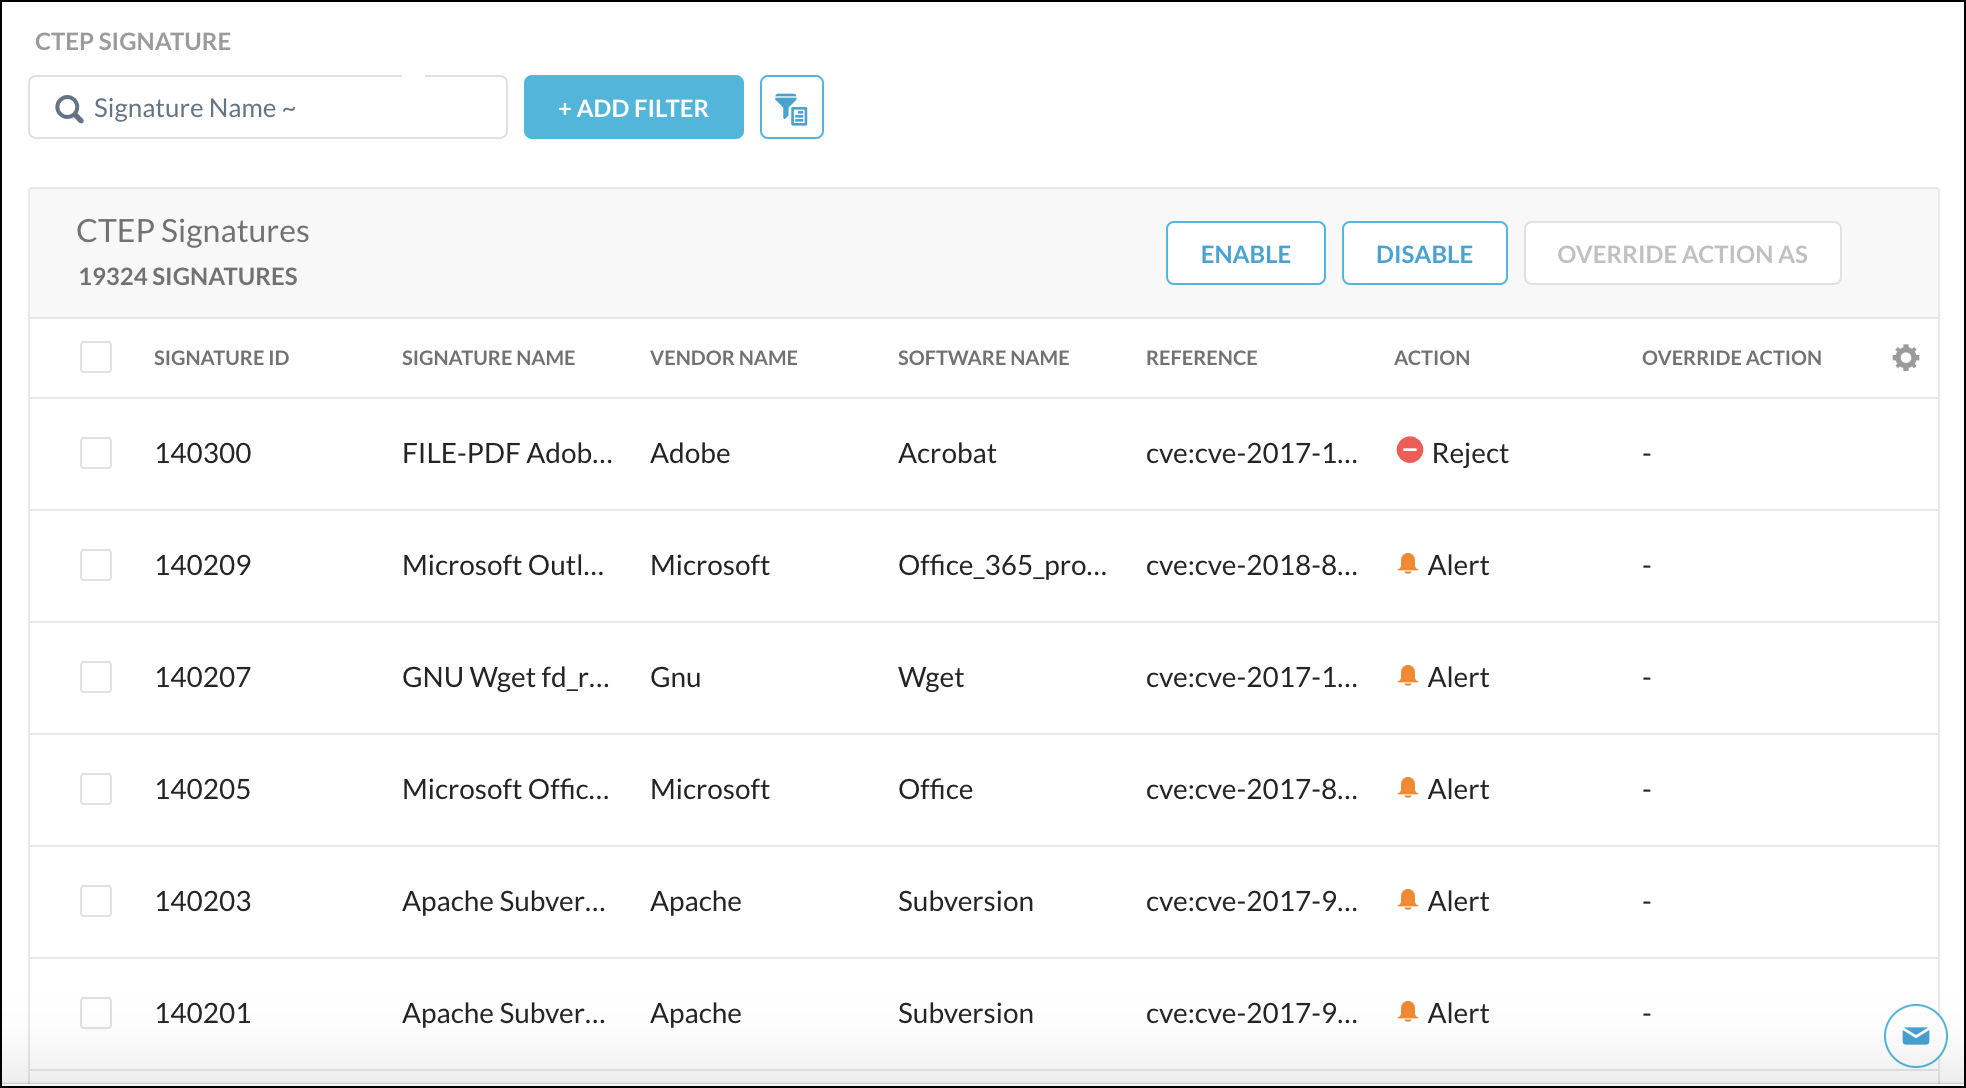 CTEP SIGNATURE
Signature Name ~ + ADD FILTER
CTEP Signatures
19324 SIGNATURES
ENABLE DISABLE OVERRIDE ACTION AS
SIGNATURE ID SIGNATURE NAME VENDOR NAME SOFTWARE NAME REFERENCE ACTION OVERRIDE ACTION
140300 FILE-PDF Adob... Adobe Acrobat cve:cve-2017-1... Reject -
140209 Microsoft Outl... Microsoft Office_365_pro... cve:cve-2018-8... Alert -
140207 GNU Wget fd_r... Gnu Wget cve:cve-2017-1... Alert -
140205 Microsoft Offic... Microsoft Office cve:cve-2017-8... Alert -
140203 Apache Subver... Apache Subversion cve:cve-2017-9... Alert -
140201 Apache Subver... Apache Subversion cve:cve-2017-9... Alert -